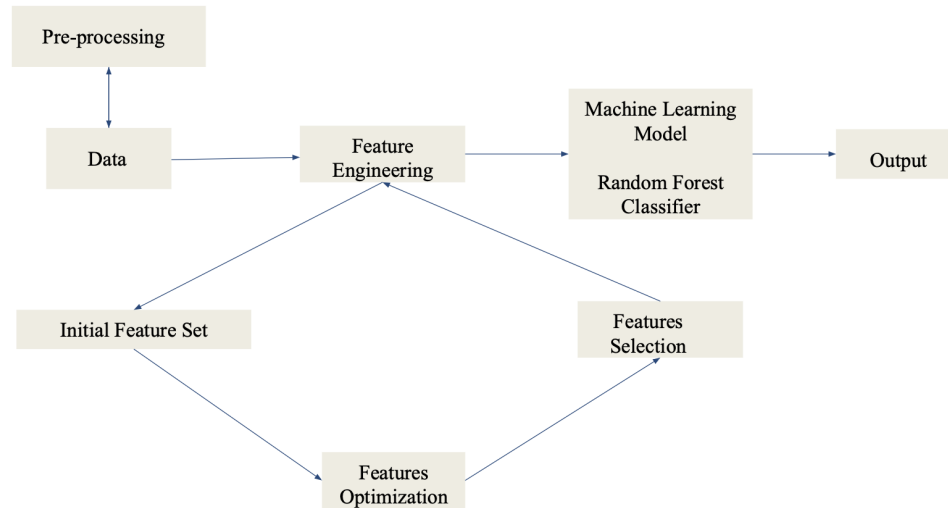 Pre-processing
Data
Feature
Engineering
Machine Learning
Model
Random Forest
Classifier
Output
Initial Feature Set
Features
Selection
Features
Optimization